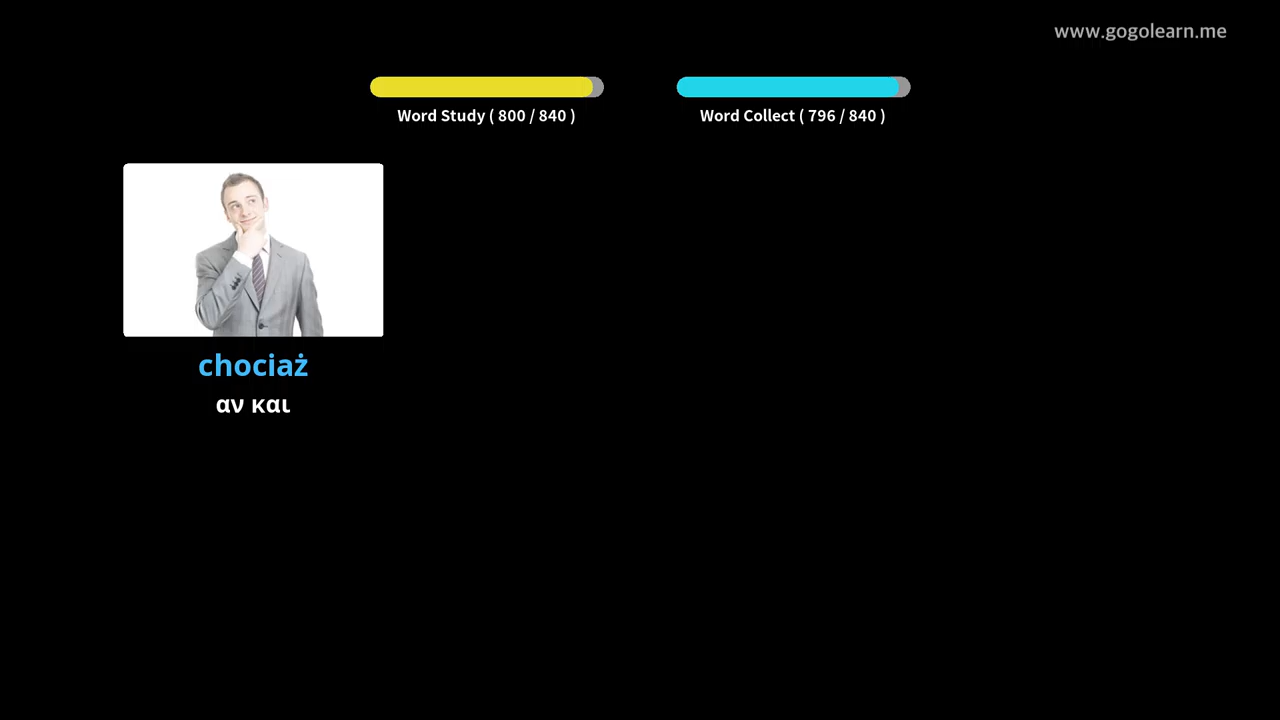 www.gogolearn.me
Word Study ( 800 / 840 )
Word Collect ( 796 / 840 )
chociaż
αν και